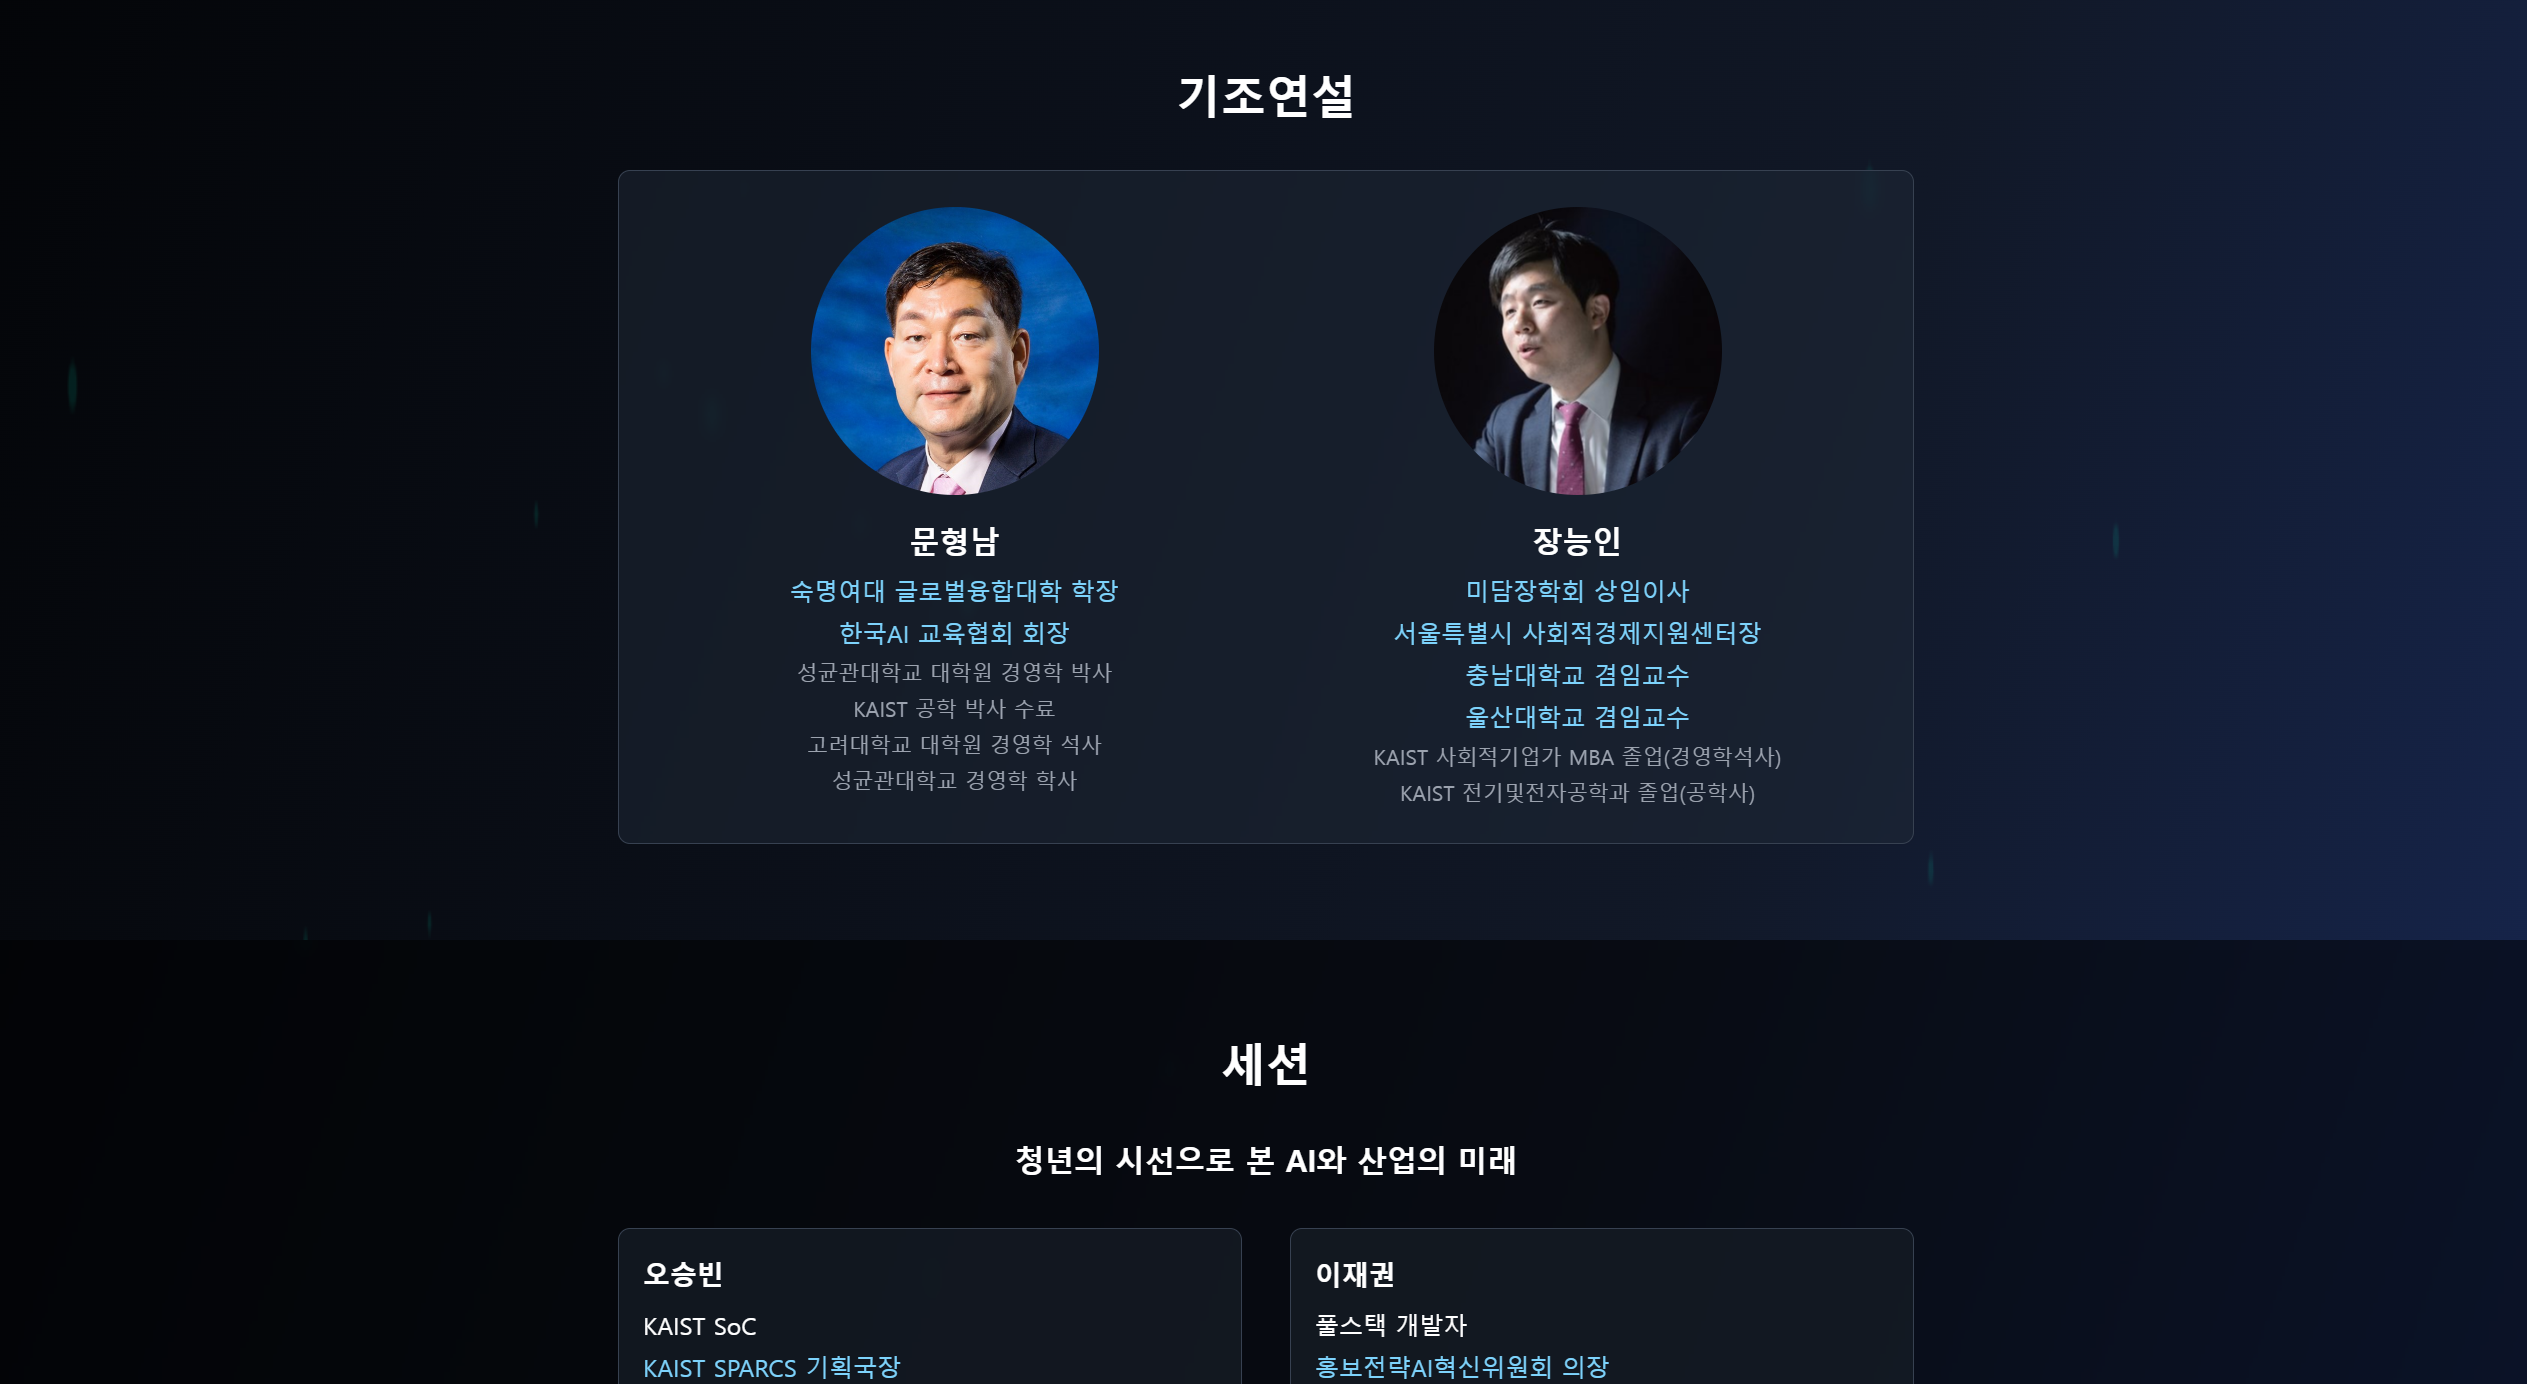 기조연설
문형남
숙명여대 글로벌융합대학 학장
한국AI 교육협회 회장
성균관대학교 대학원 경영학 박사
KAIST 공학 박사 수료
고려대학교 대학원 경영학 석사
성균관대학교 경영학 학사
장능인
미담장학회 상임이사
서울특별시 사회적경제지원센터장
충남대학교 겸임교수
울산대학교 겸임교수
KAIST 사회적기업가 MBA 졸업(경영학석사)
KAIST 전기및전자공학과 졸업(공학사)
세션
청년의 시선으로 본 AI와 산업의 미래
오승빈
KAIST SoC
KAIST SPARCS 기획국장
이재권
풀스택 개발자
홍보전략AI혁신위원회 의장